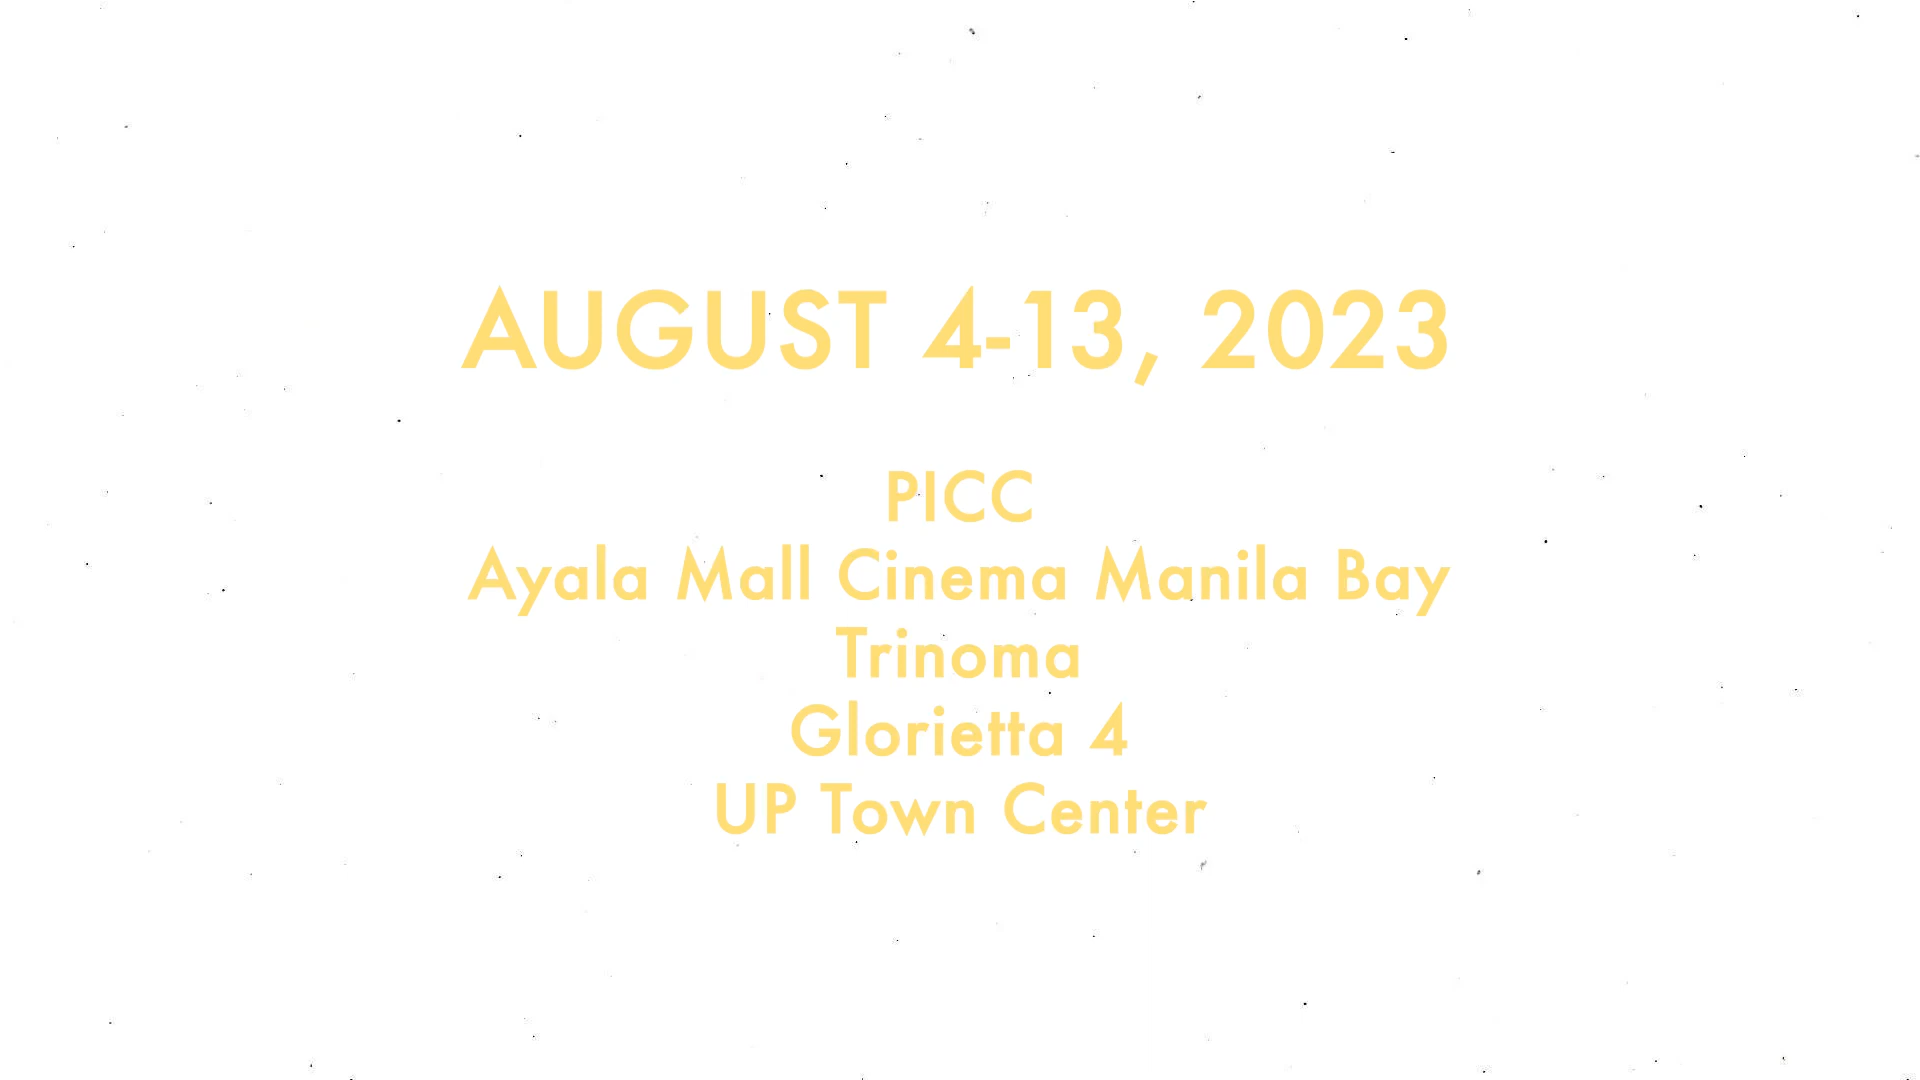 AUGUST 4-13, 2023
PICC
Ayala Mall Cinema Manila Bay
Trinoma
Glorietta 4
UP Town Center